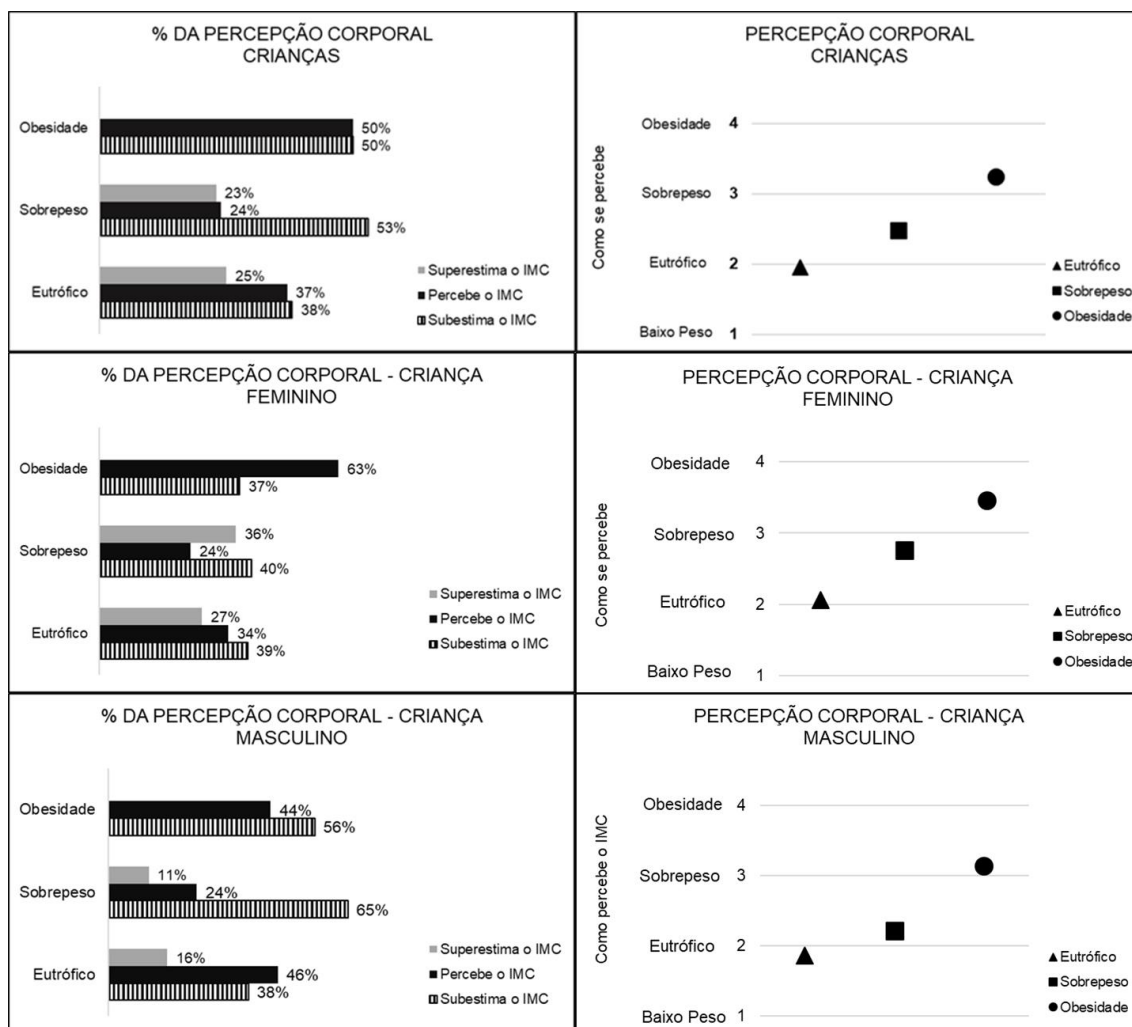 % DA PERCEPÇÃO CORPORAL
CRIANÇAS
Obesidade
50%
50%
Sobrepeso
23%
24%
53%
Eutrófico
25%
37%
38%
Superestima o IMC
Percebe o IMC
Subestima o IMC
PERCEPÇÃO CORPORAL
CRIANÇAS
Como se percebe
Obesidade 4
Sobrepeso 3
Eutrófico 2
Baixo Peso 1
Eutrófico
Sobrepeso
Obesidade
% DA PERCEPÇÃO CORPORAL - CRIANÇA
FEMININO
Obesidade
63%
37%
Sobrepeso
36%
24%
40%
Eutrófico
27%
34%
39%
Superestima o IMC
Percebe o IMC
Subestima o IMC
PERCEPÇÃO CORPORAL - CRIANÇA
FEMININO
Como se percebe
Obesidade 4
Sobrepeso 3
Eutrófico 2
Baixo Peso 1
Eutrófico
Sobrepeso
Obesidade
% DA PERCEPÇÃO CORPORAL - CRIANÇA
MASCULINO
Obesidade
44%
56%
Sobrepeso
11%
24%
65%
Eutrófico
16%
46%
38%
Superestima o IMC
Percebe o IMC
Subestima o IMC
PERCEPÇÃO CORPORAL - CRIANÇA
MASCULINO
Como percebe o IMC
Obesidade 4
Sobrepeso 3
Eutrófico 2
Baixo Peso 1
Eutrófico
Sobrepeso
Obesidade